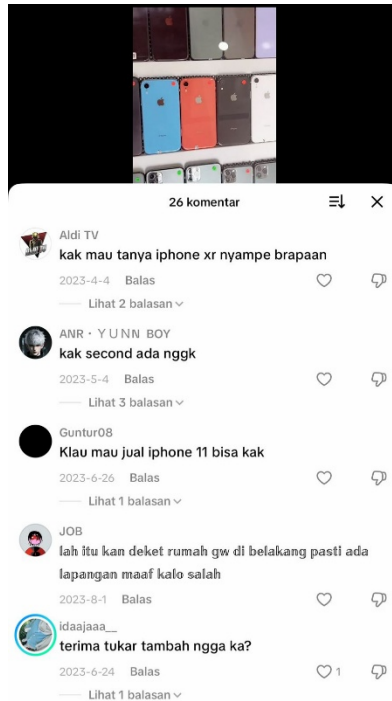 26 komentar
Aldi TV
kak mau tanya iphone xr nyampe brapaan
2023-4-4 Balas
Lihat 2 balasan
ANR · Y U N N BOY
kak second ada nggk
2023-5-4 Balas
Lihat 3 balasan
Guntur08
Klau mau jual iphone 11 bisa kak
2023-6-26 Balas
Lihat 1 balasan
JOB
lah itu kan deket rumah gw di belakang pasti ada
lapangan maaf kalo salah
2023-8-1 Balas
idaajaaa__
terima tukar tambah ngga ka?
2023-6-24 Balas 1
Lihat 1 balasan